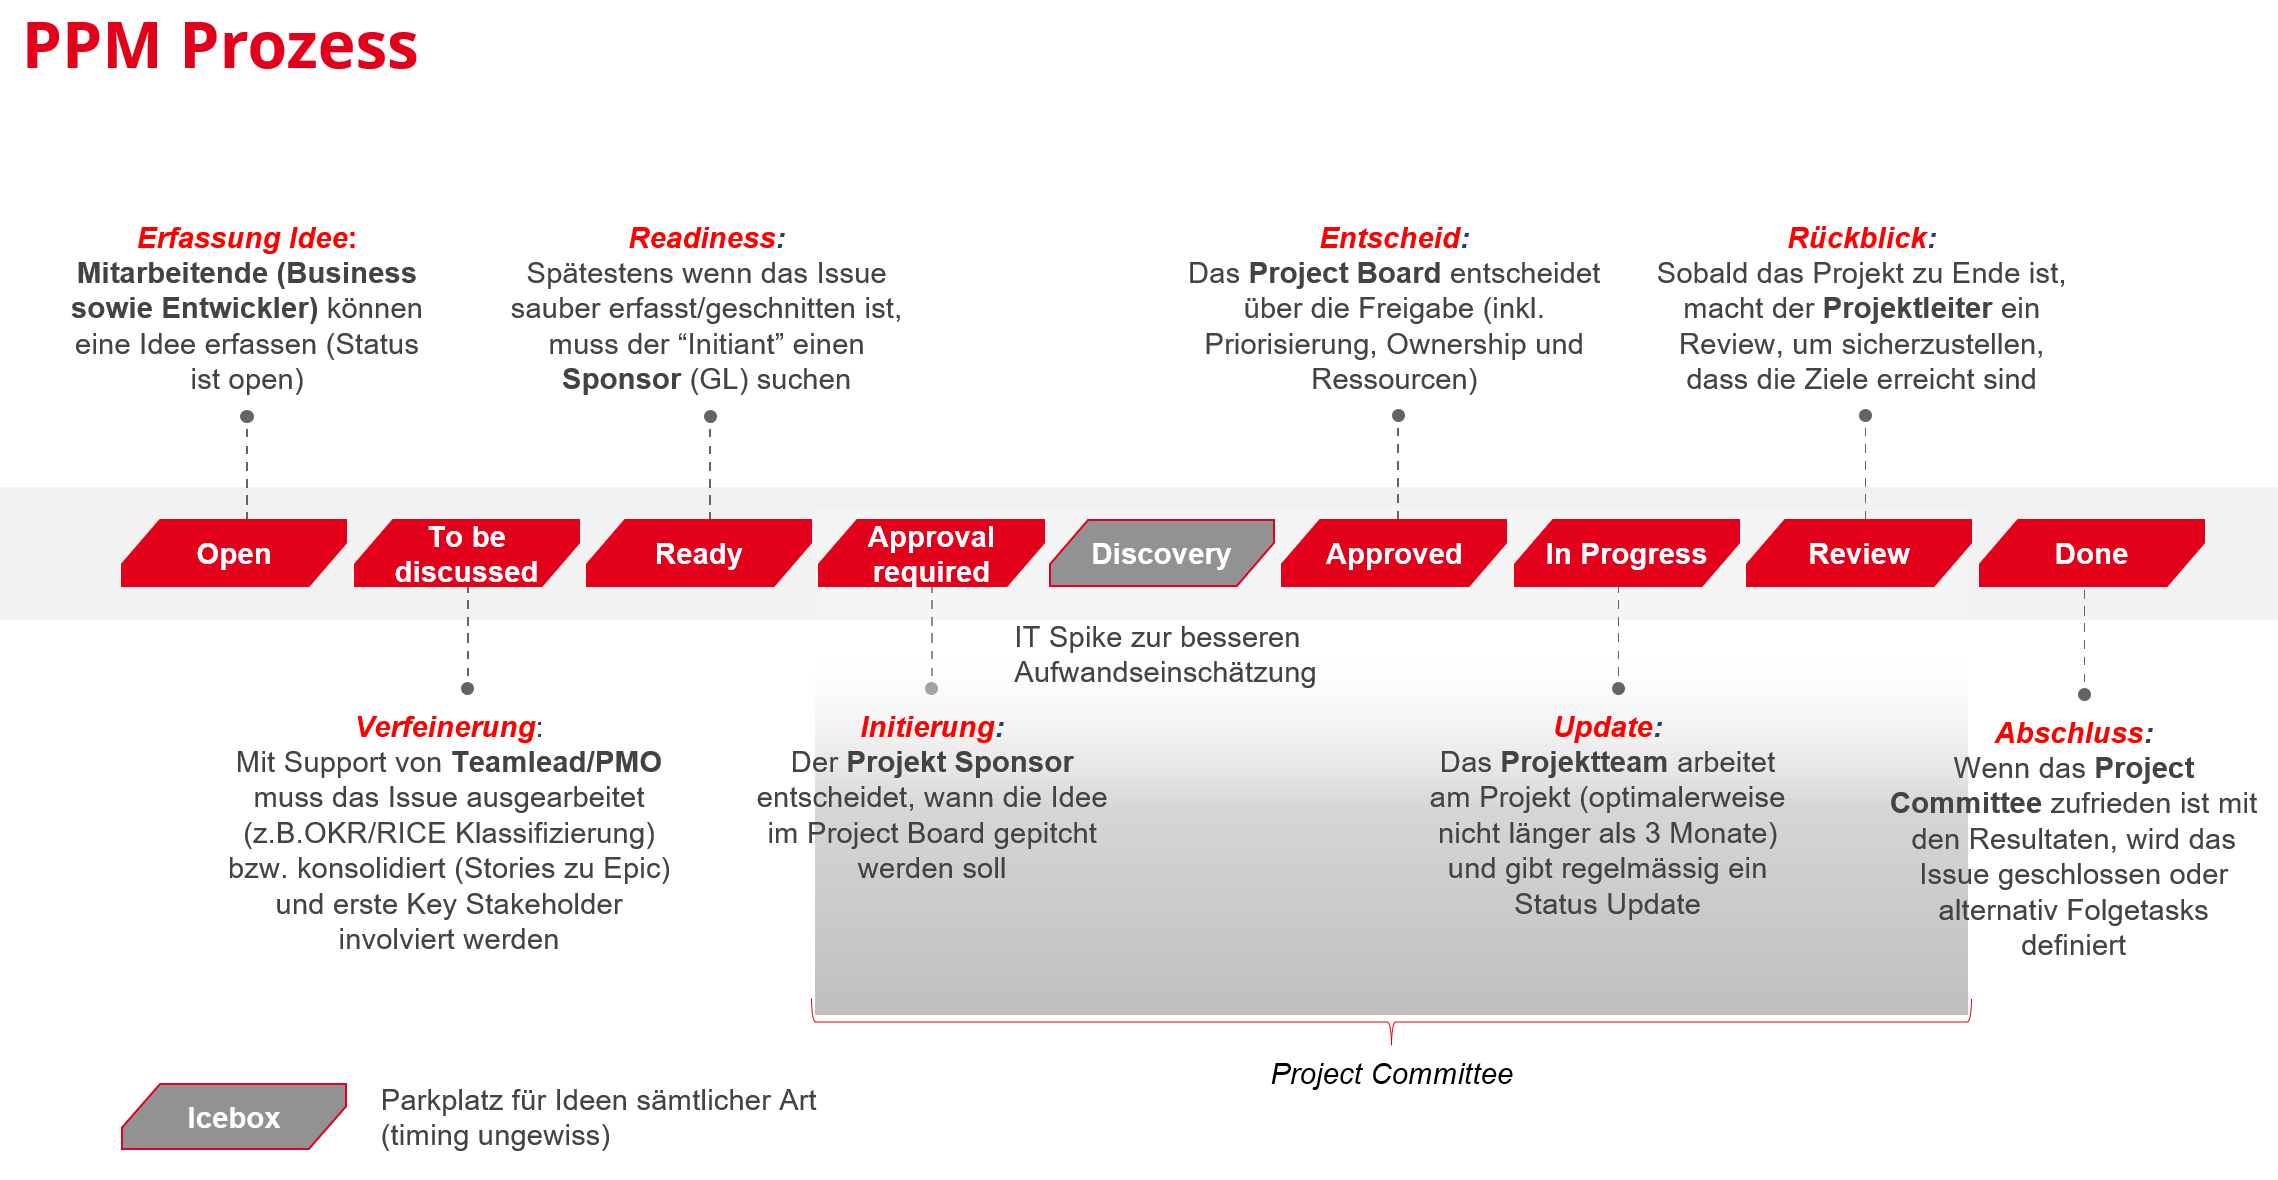 PPM Prozess
Erfassung Idee:
Mitarbeitende (Business
sowie Entwickler) können
eine Idee erfassen (Status
ist open)
Readiness:
Spätestens wenn das Issue
sauber erfasst/geschnitten ist,
muss der “Initiant” einen
Sponsor (GL) suchen
Entscheid:
Das Project Board entscheidet
über die Freigabe (inkl.
Priorisierung, Ownership und
Ressourcen)
Rückblick:
Sobald das Projekt zu Ende ist,
macht der Projektleiter ein
Review, um sicherzustellen,
dass die Ziele erreicht sind
Open
To be
discussed
Ready
Approval
required
Discovery
Approved
In Progress
Review
Done
IT Spike zur besseren
Aufwandseinschätzung
Verfeinerung:
Mit Support von Teamlead/PMO
muss das Issue ausgearbeitet
(z.B.OKR/RICE Klassifizierung)
bzw. konsolidiert (Stories zu Epic)
und erste Key Stakeholder
involviert werden
Initierung:
Der Projekt Sponsor
entscheidet, wann die Idee
im Project Board gepitcht
werden soll
Update:
Das Projektteam arbeitet
am Projekt (optimalerweise
nicht länger als 3 Monate)
und gibt regelmässig ein
Status Update
Abschluss:
Wenn das Project
Committee zufrieden ist mit
den Resultaten, wird das
Issue geschlossen oder
alternativ Folgetasks
definiert
Project Committee
Icebox
Parkplatz für Ideen sämtlicher Art
(timing ungewiss)